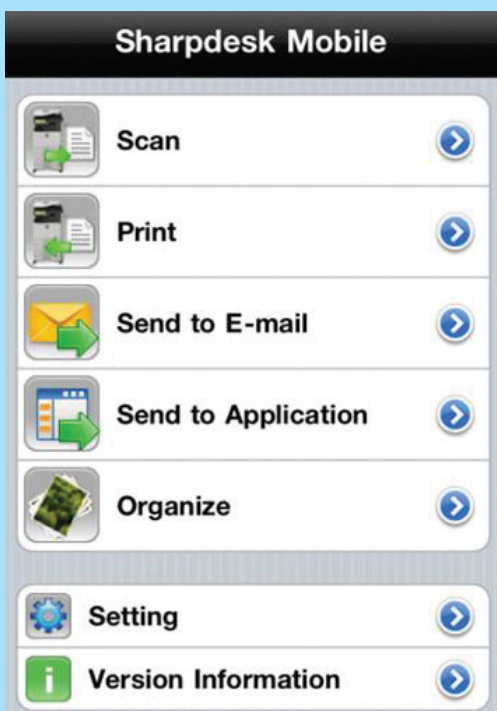 Sharpdesk Mobile
Scan
Print
Send to E-mail
Send to Application
Organize
Setting
Version Information